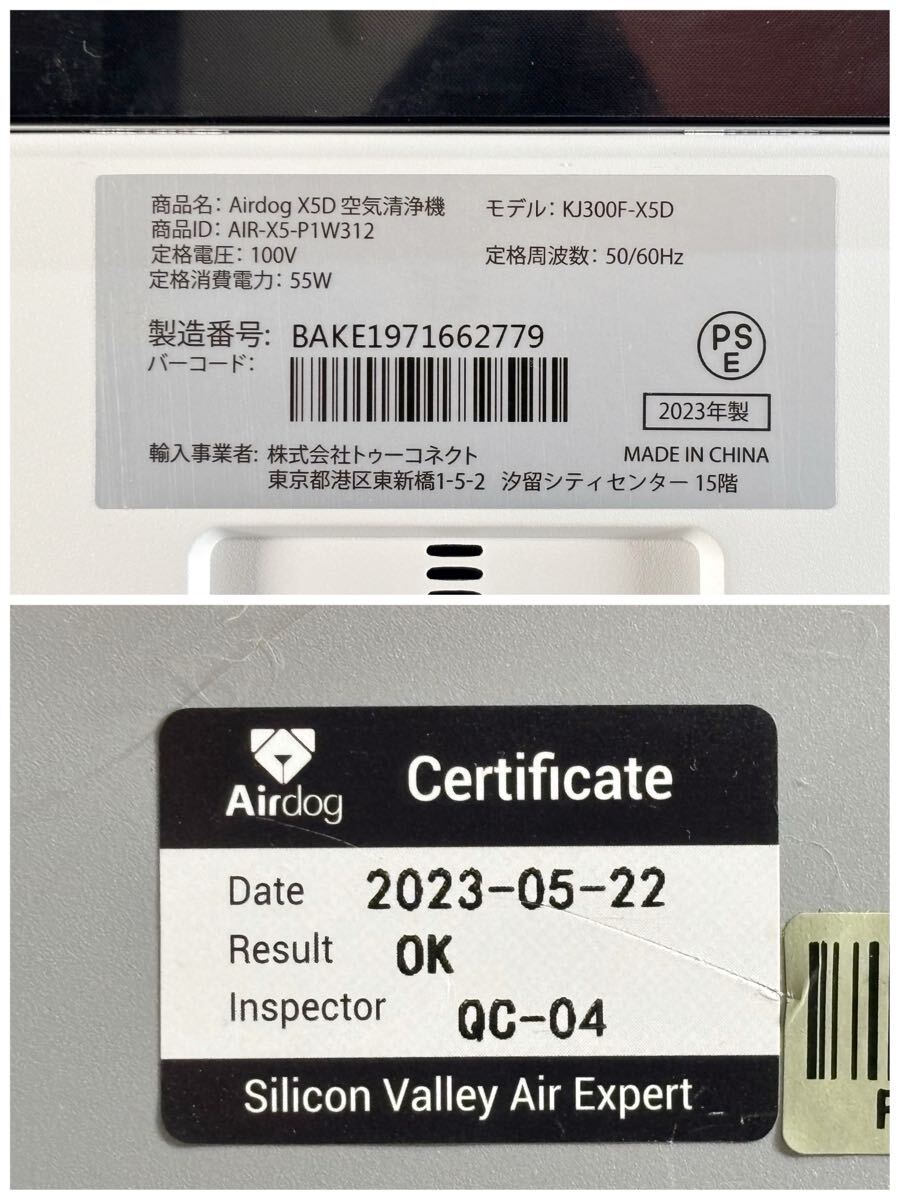 商品名: Airdog X5D 空気清浄機 モデル: KJ300F-X5D
商品ID: AIR-X5-P1W312
定格電圧: 100V 定格周波数: 50/60Hz
定格消費電力: 55W
製造番号: BAKE1971662779
PS
E
バーコード:
2023年製
輸入事業者: 株式会社トゥーコネクト MADE IN CHINA
東京都港区東新橋1-5-2 汐留シティセンター 15階
Airdog
Certificate
Date 2023-05-22
Result OK
Inspector QC-04
Silicon Valley Air Expert